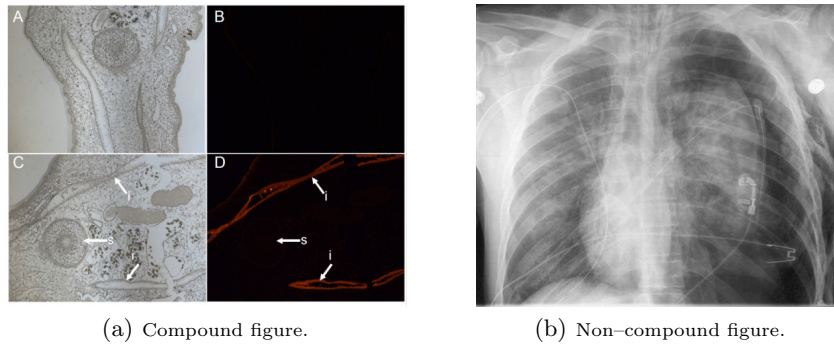 A
B
C
D
i
i
s
s
i
i
(a) Compound figure.
(b) Non–compound figure.